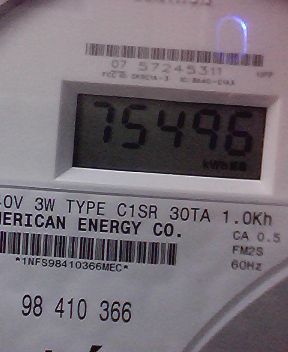 07 57245311
75496
kWh
0V 3W TYPE C1SR 30TA 1.0Kh
MERICAN ENERGY CO.
CA 0.5
FM2S
*1NFS98410366MEC*
60Hz
98 410 366